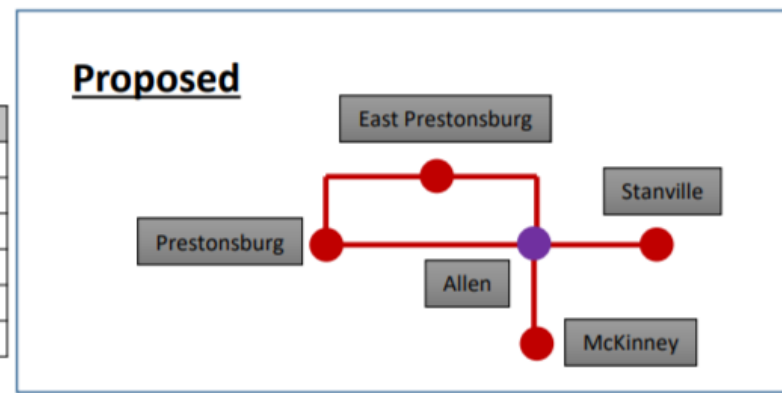 Proposed
East Prestonsburg
Stanville
Prestonsburg
Allen
McKinney